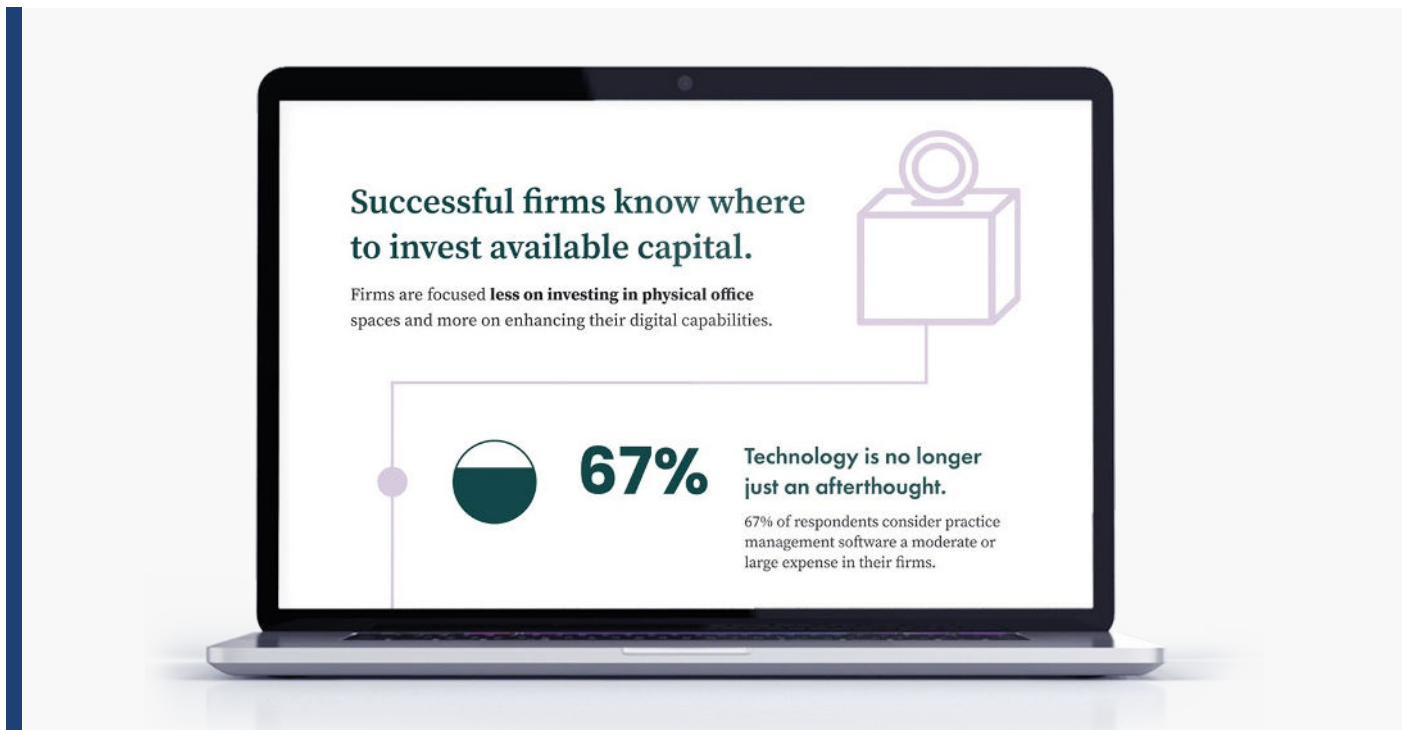 Successful firms know where
to invest available capital.
Firms are focused less on investing in physical office
spaces and more on enhancing their digital capabilities.
67%
Technology is no longer
just an afterthought.
67% of respondents consider practice
management software a moderate or
large expense in their firms.